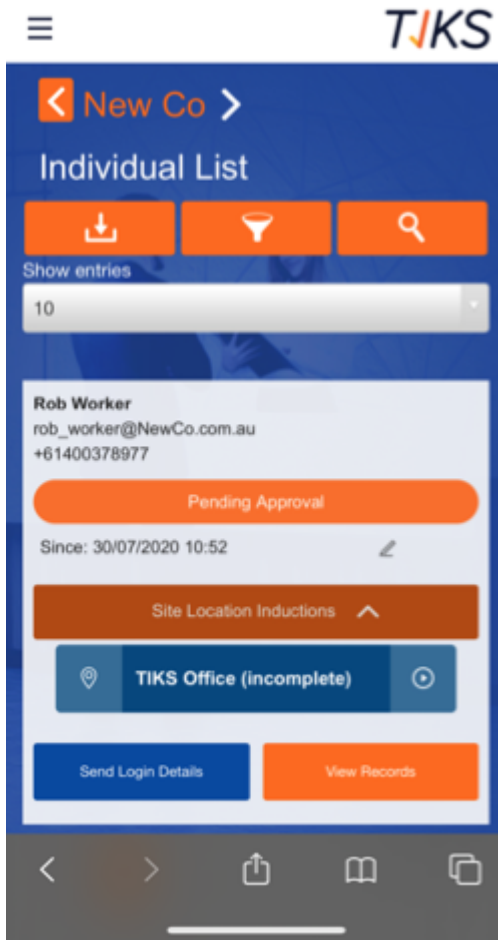 TIKS
New Co
Individual List
Show entries
10
Rob Worker
rob_worker@NewCo.com.au
+61400378977
Pending Approval
Since: 30/07/2020 10:52
Site Location Inductions
TIKS Office (incomplete)
Send Login Details
View Records